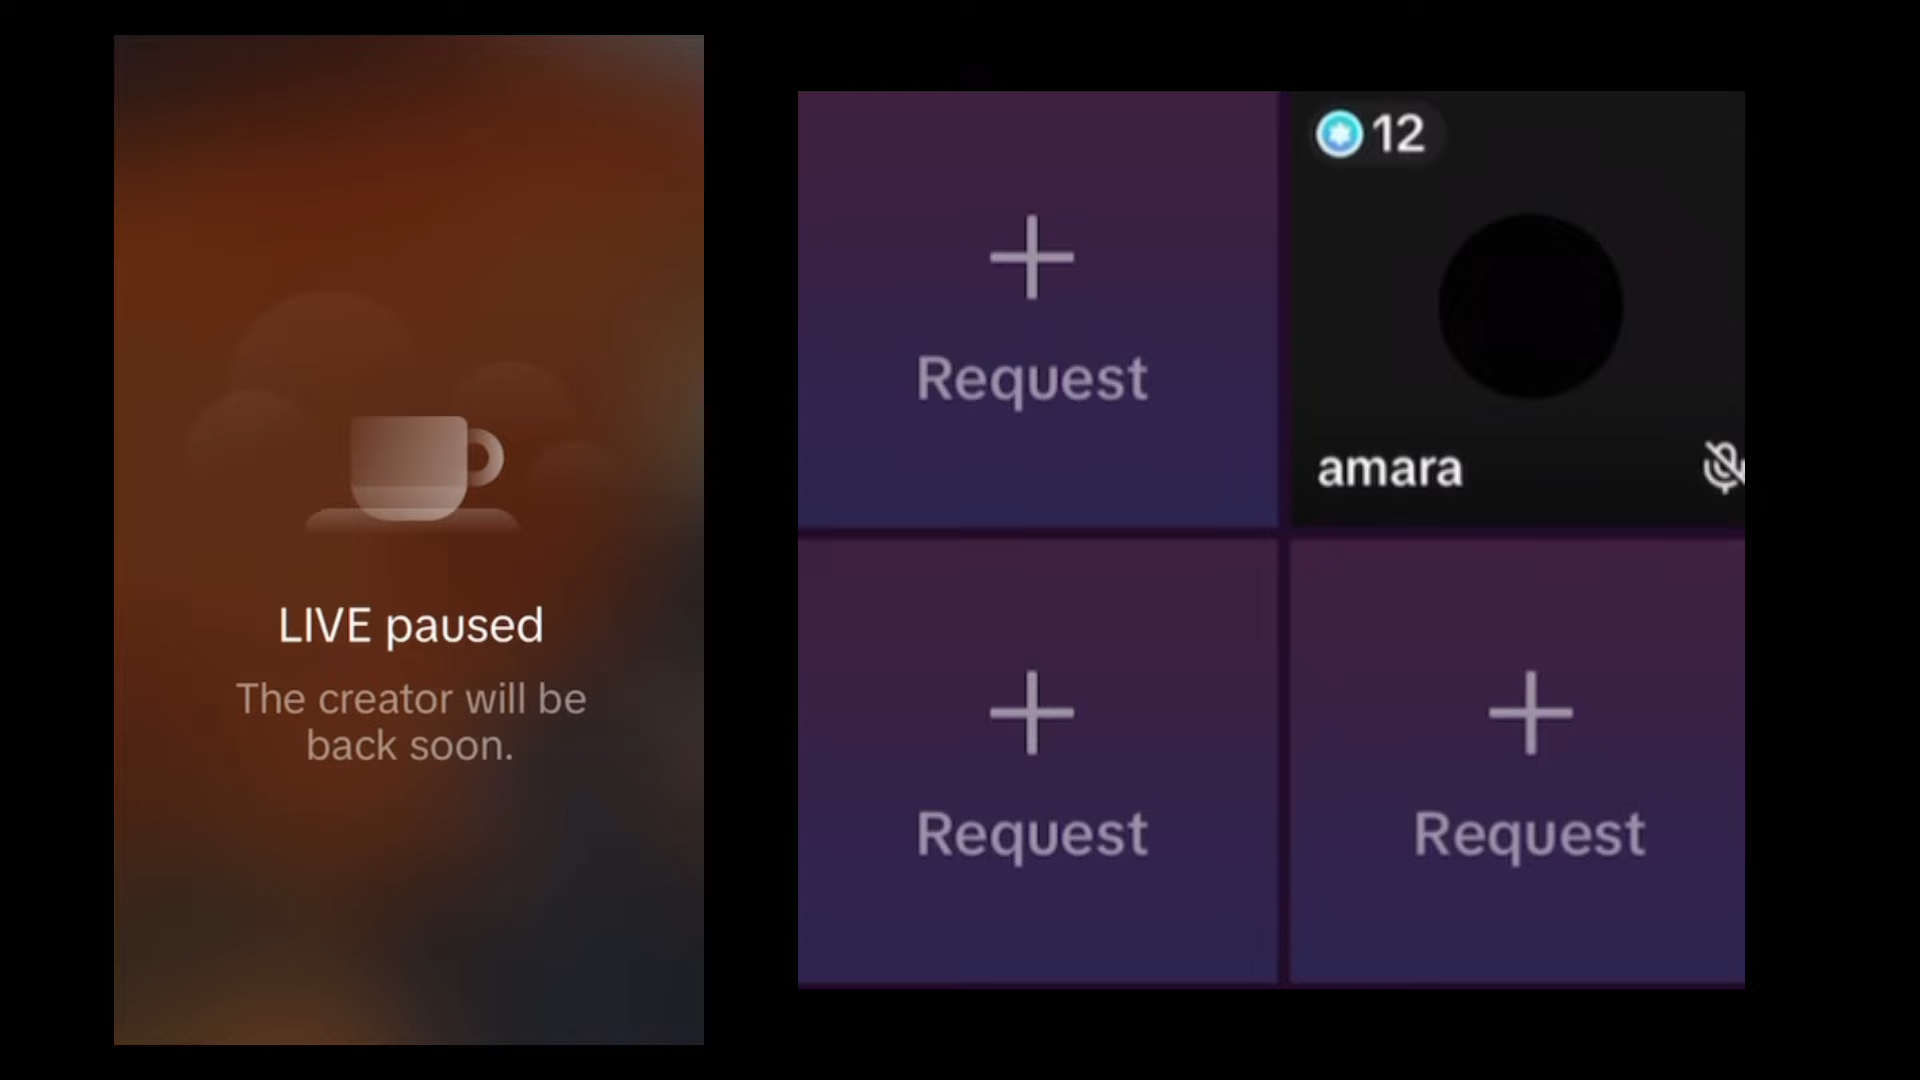 LIVE paused
The creator will be
back soon.
Request
12
amara
Request
Request